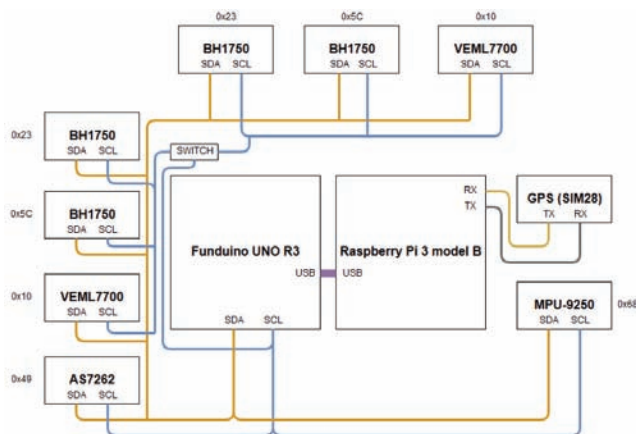 0x23
0x5C
0x10
BH1750
SDA SCL
BH1750
SDA SCL
VEML7700
SDA SCL
0x23
BH1750
SDA SCL
SWITCH
0x5C
BH1750
SDA SCL
0x10
VEML7700
SDA SCL
0x49
AS7262
SDA SCL
Funduino UNO R3
USB
SDA SCL
Raspberry Pi 3 model B
USB
RX
TX
GPS (SIM28)
TX RX
MPU-9250
SDA SCL
0x68